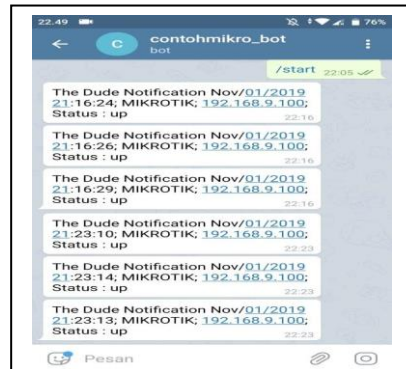 22.49 76%
C contohmikro_bot
bot
/start 22:05
The Dude Notification Nov/01/2019
21:16:24; MIKROTIK; 192.168.9.100;
Status : up
22:16
The Dude Notification Nov/01/2019
21:16:26; MIKROTIK; 192.168.9.100;
Status : up
22:16
The Dude Notification Nov/01/2019
21:16:29; MIKROTIK; 192.168.9.100;
Status : up
22:16
The Dude Notification Nov/01/2019
21:23:10; MIKROTIK; 192.168.9.100;
Status : up
22:23
The Dude Notification Nov/01/2019
21:23:14; MIKROTIK; 192.168.9.100;
Status : up
22:23
The Dude Notification Nov/01/2019
21:23:13; MIKROTIK; 192.168.9.100;
Status : up
22:23
Pesan